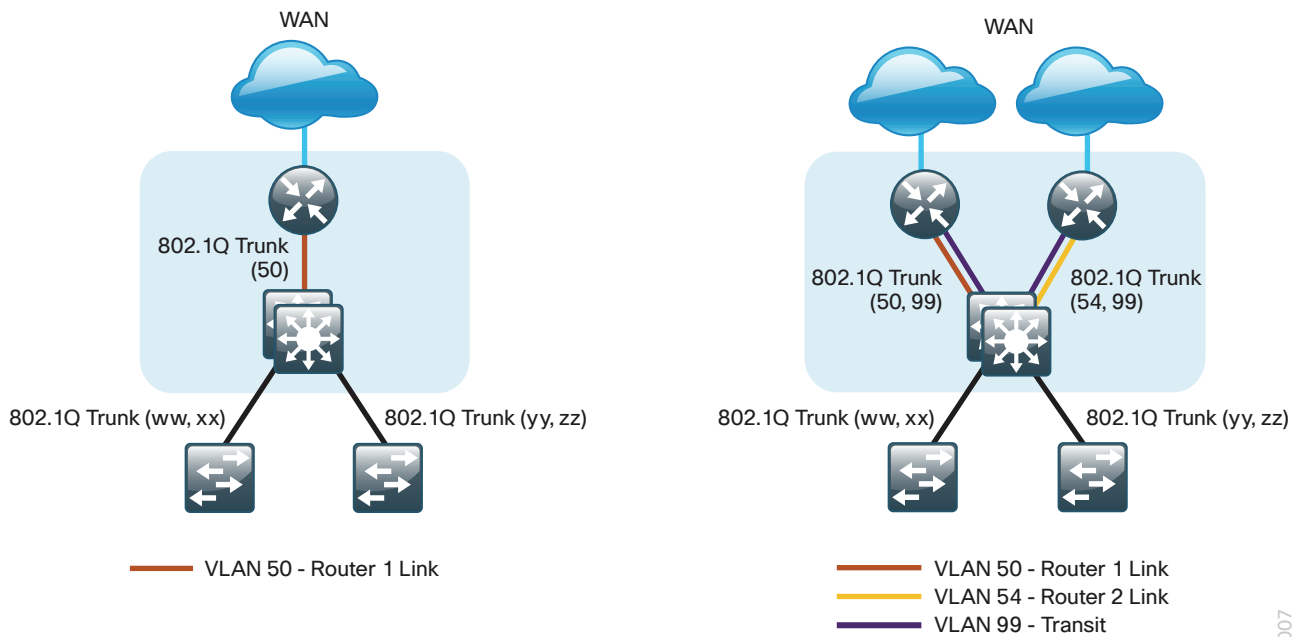 WAN
802.1Q Trunk
(50)
802.1Q Trunk (ww, xx)
802.1Q Trunk (yy, zz)
VLAN 50 - Router 1 Link
WAN
802.1Q Trunk
(50, 99)
802.1Q Trunk
(54, 99)
802.1Q Trunk (ww, xx)
802.1Q Trunk (yy, zz)
VLAN 50 - Router 1 Link
VLAN 54 - Router 2 Link
VLAN 99 - Transit